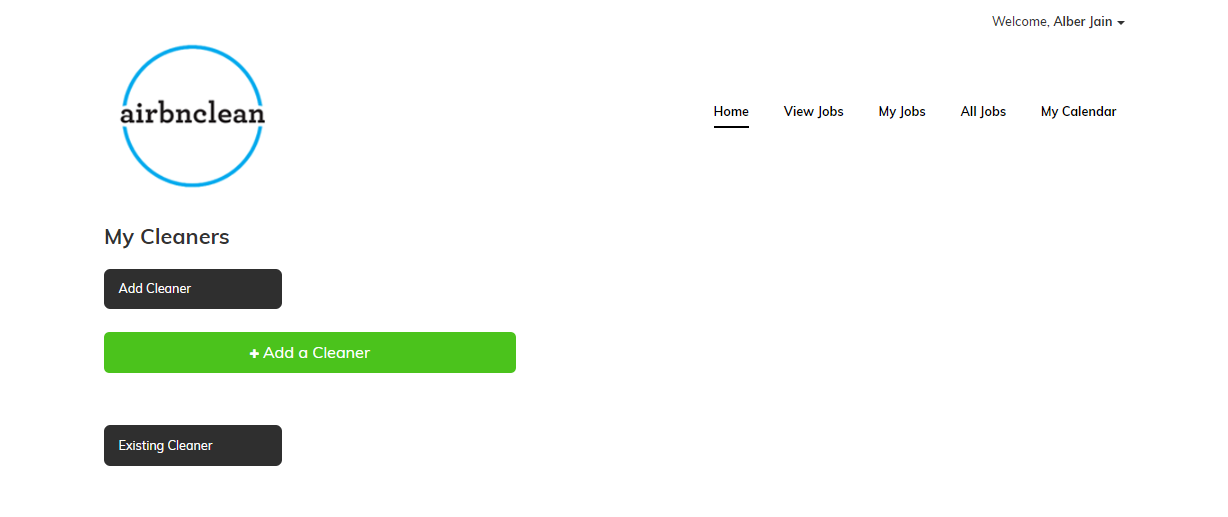 Welcome, Alber Jain
airbnclean
Home View Jobs My Jobs All Jobs My Calendar
My Cleaners
Add Cleaner
+ Add a Cleaner
Existing Cleaner